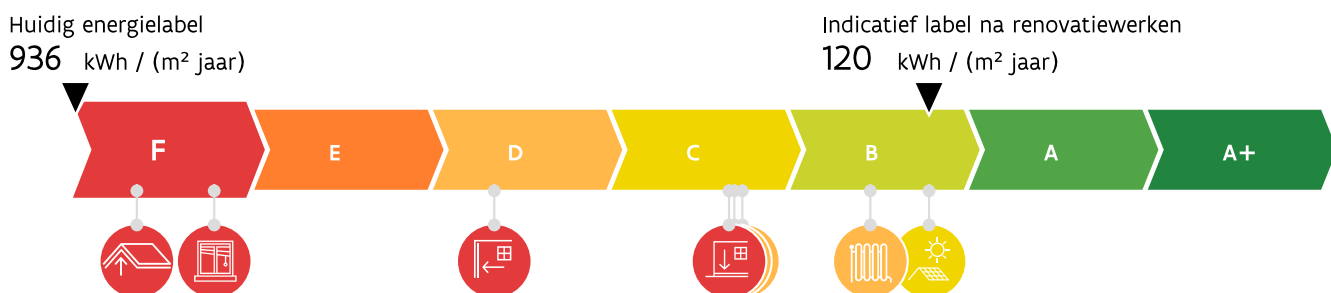 Huidig energielabel
936 kWh / (m² jaar)
Indicatief label na renovatiewerken
120 kWh / (m² jaar)
F E D C B A A+